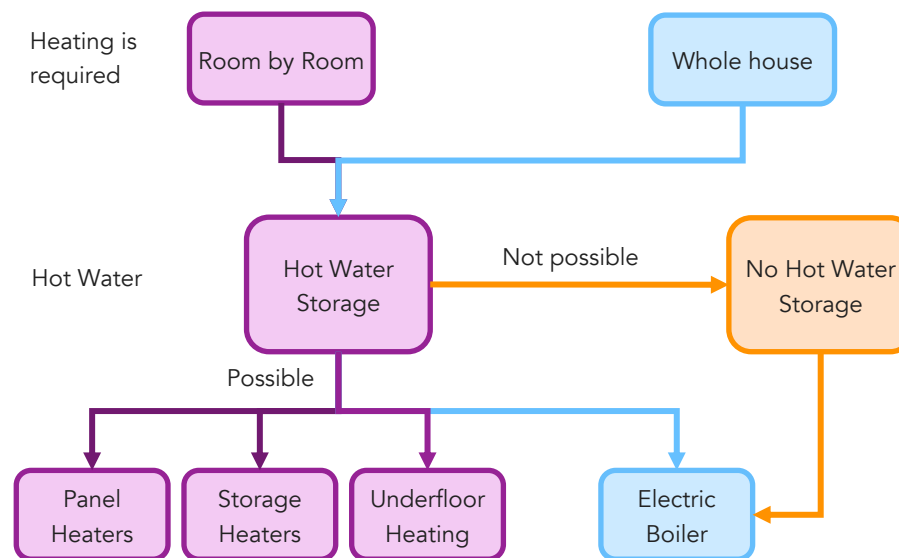 Heating is
required
Room by Room
Whole house
Hot Water
Hot Water
Storage
Not possible
No Hot Water
Storage
Possible
Panel
Heaters
Storage
Heaters
Underfloor
Heating
Electric
Boiler